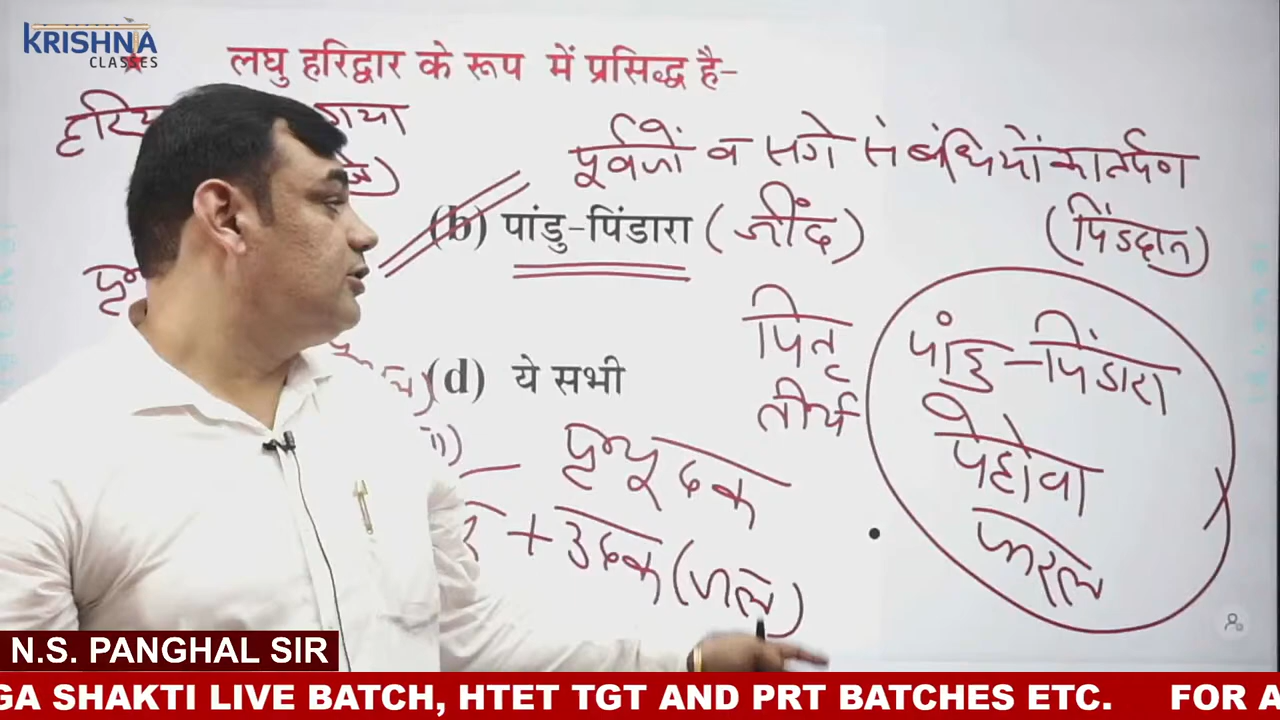 KRISHNA
CLASSES
लघु हरिद्वार के रूप में प्रसिद्ध है-
पूर्वजों व सगे संबंधियों का तर्पण
(b) पांडु-पिंडारा (जींद)
(पिंडदान)
पितृ
तीर्थ
पांडु-पिंडारा
पेहोवा
फरल
(d) ये सभी
पृथूदक
+ उदक (जल)
N.S. PANGHAL SIR
GA SHAKTI LIVE BATCH, HTET TGT AND PRT BATCHES ETC. FOR A